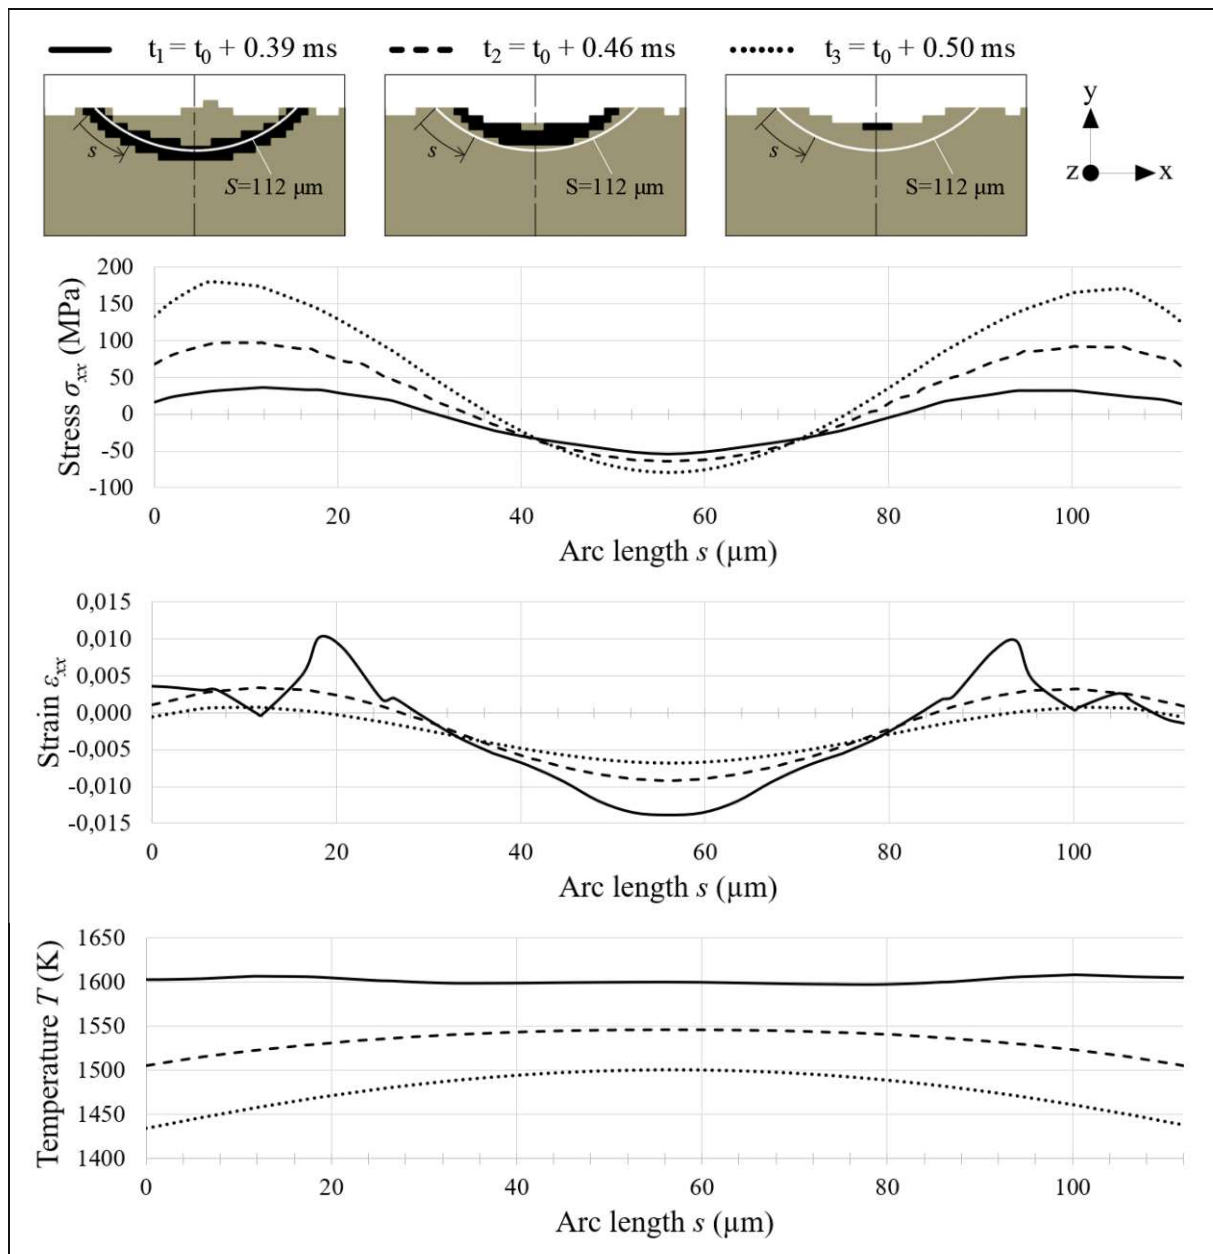 t₁ = t₀ + 0.39 ms
t₂ = t₀ + 0.46 ms
t₃ = t₀ + 0.50 ms
s
S=112 µm
s
S=112 µm
s
S=112 µm
y
z
x
Stress σₓₓ (MPa)
200
150
100
50
0
-50
-100
0 20 40 60 80 100
Arc length s (µm)
Strain εₓₓ
0,015
0,010
0,005
0,000
-0,005
-0,010
-0,015
0 20 40 60 80 100
Arc length s (µm)
Temperature T (K)
1650
1600
1550
1500
1450
1400
0 20 40 60 80 100
Arc length s (µm)